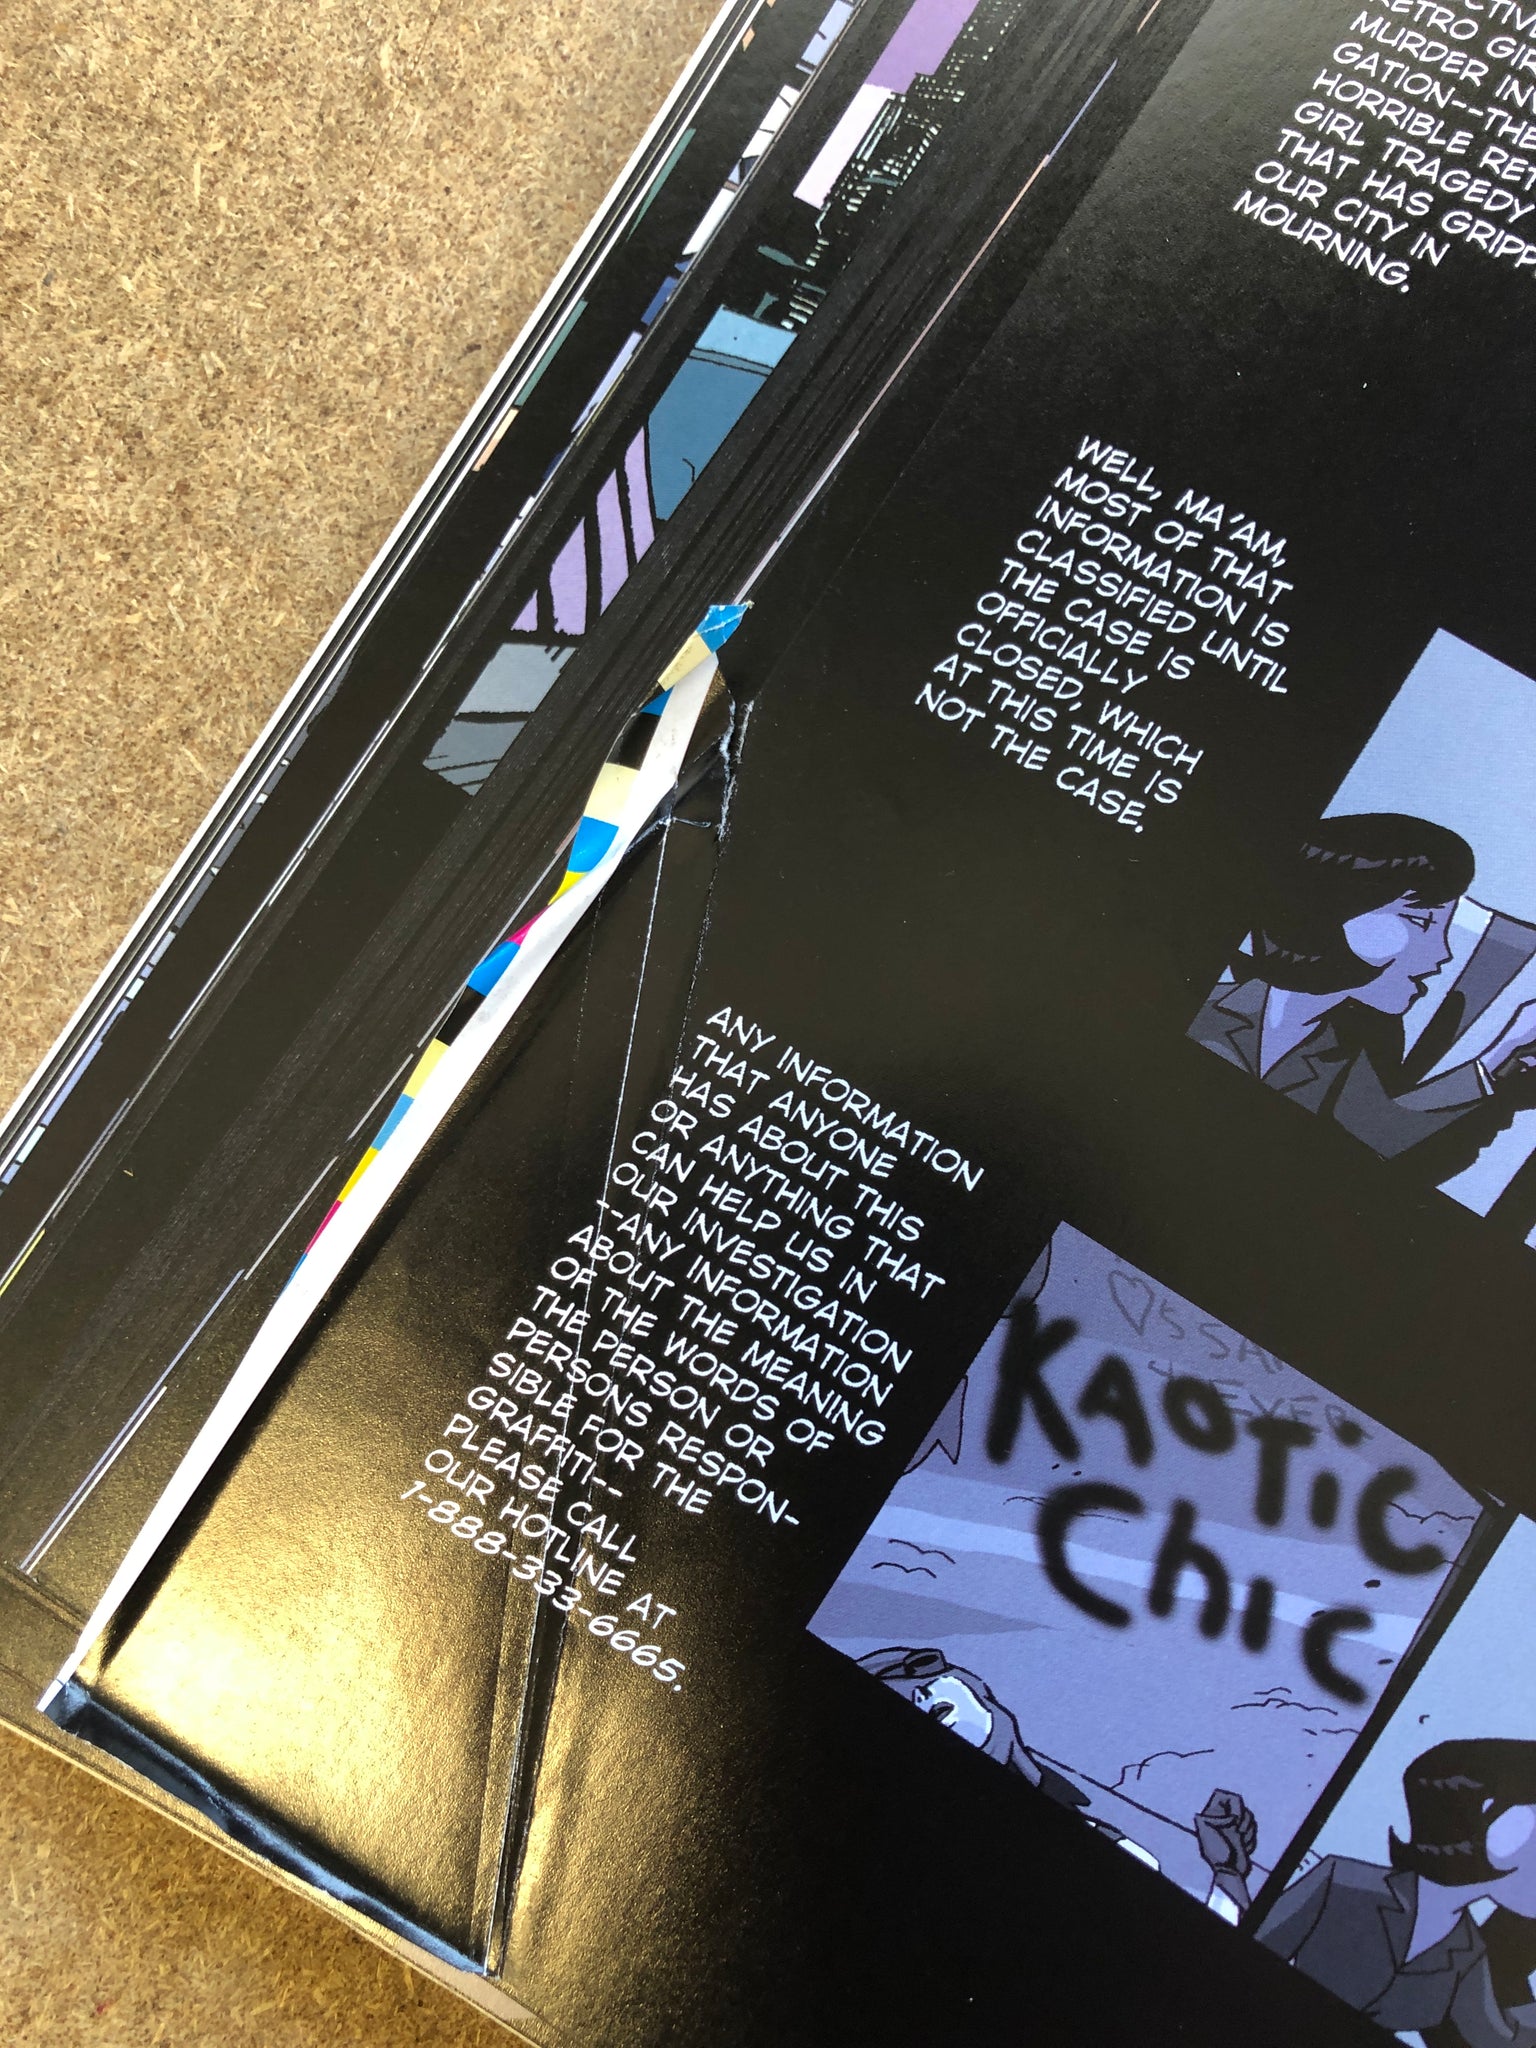 RETRO
MURDER
GATION--THE
HORRIBLE
GIRL TRAGEDY
THAT HAS
OUR CITY IN
MOURNING.
WELL, MA'AM,
MOST OF THAT
INFORMATION IS
CLASSIFIED UNTIL
THE CASE IS
OFFICIALLY
CLOSED, WHICH
AT THIS TIME IS
NOT THE CASE.
ANY INFORMATION
THAT ANYONE
HAS ABOUT THIS
OR ANYTHING THAT
CAN HELP US IN
OUR INVESTIGATION
--ANY INFORMATION
ABOUT THE MEANING
OF THE WORDS OF
THE PERSON OR
PERSONS RESPON-
SIBLE FOR THE
GRAFFITI--
PLEASE CALL
OUR HOTLINE AT
1-888-333-6665.
KAOTIC
Chic